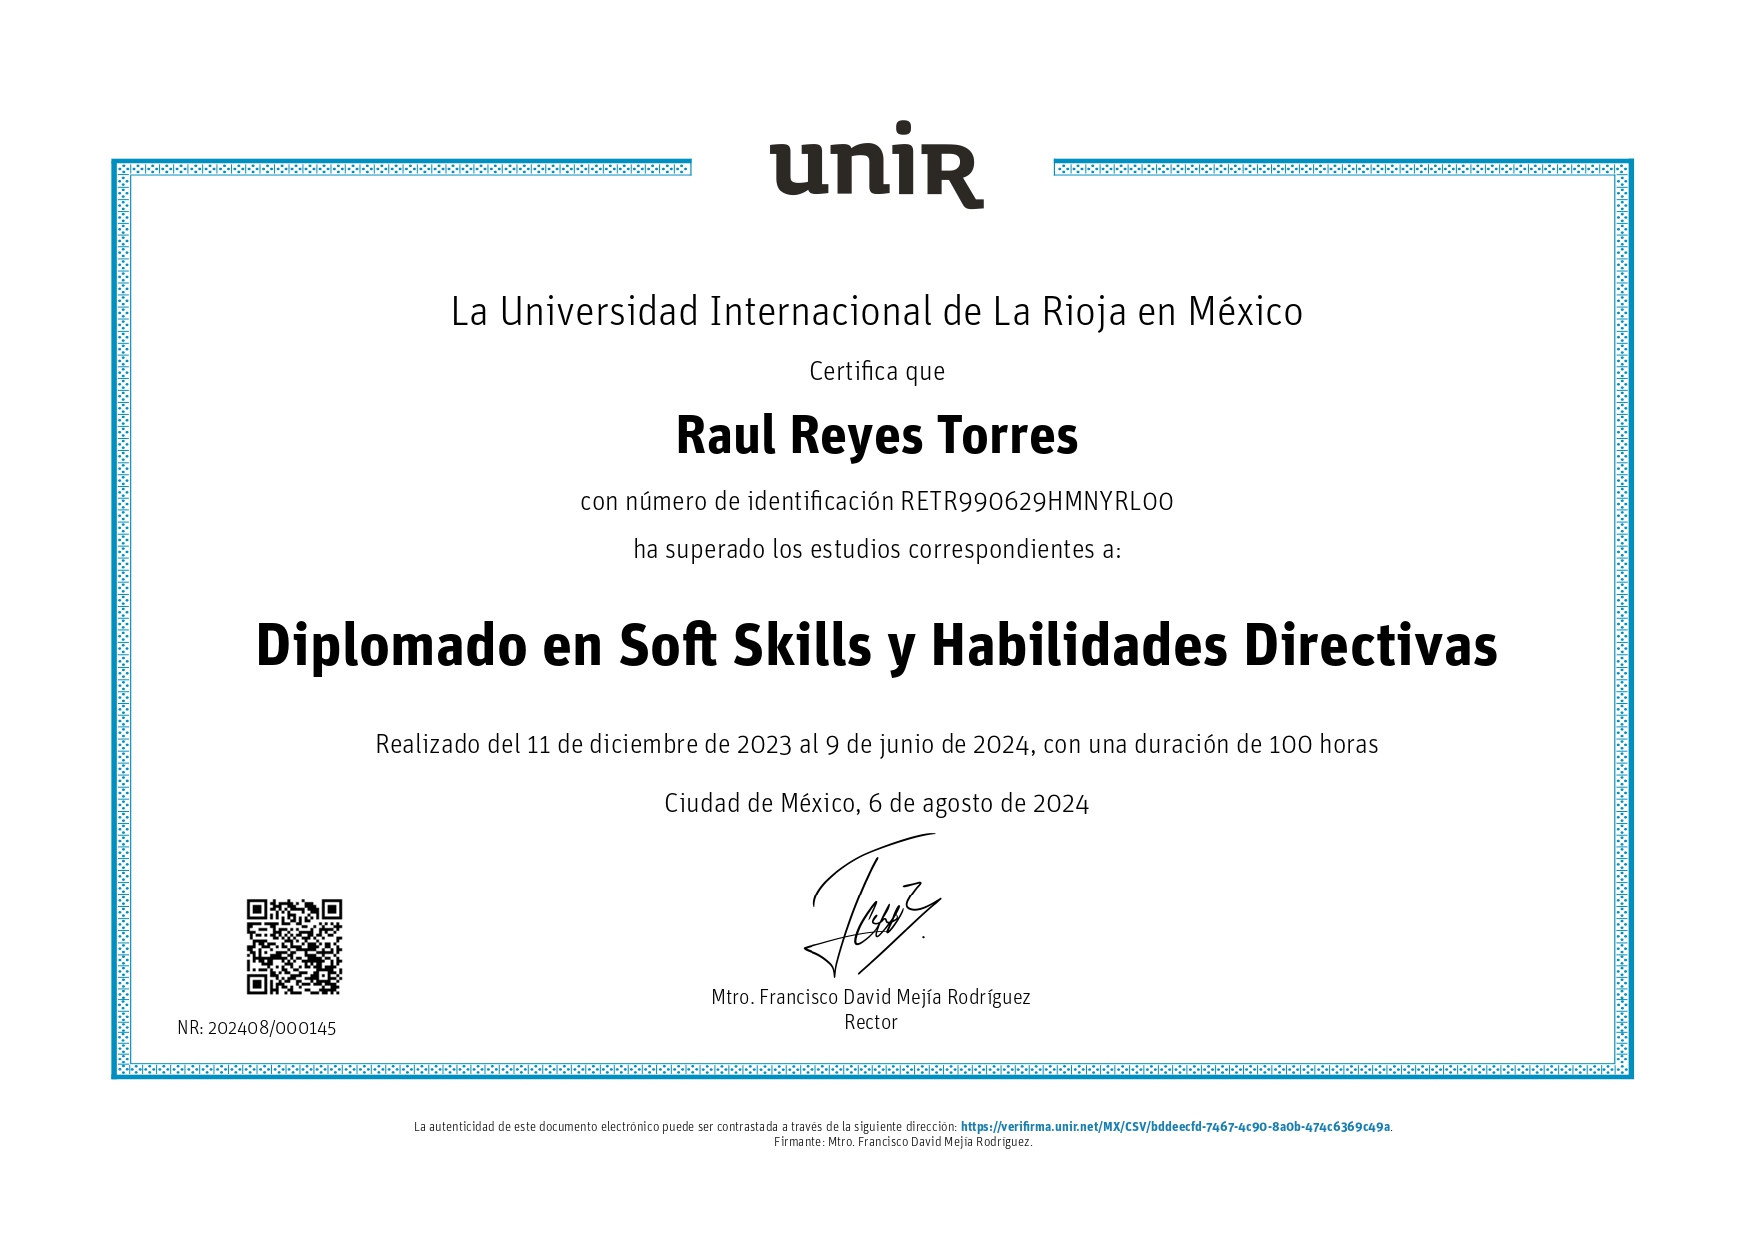 unir
La Universidad Internacional de La Rioja en México
Certifica que
Raul Reyes Torres
con número de identificación RETR990629HMNYRL00
ha superado los estudios correspondientes a:
Diplomado en Soft Skills y Habilidades Directivas
Realizado del 11 de diciembre de 2023 al 9 de junio de 2024, con una duración de 100 horas
Ciudad de México, 6 de agosto de 2024
Mtro. Francisco David Mejía Rodríguez
Rector
NR: 202408/000145
La autenticidad de este documento electrónico puede ser contrastada a través de la siguiente dirección: https://verifirma.unir.net/MX/CSV/bddeecfd-7467-4c90-8a0b-474c6369c49a.
Firmante: Mtro. Francisco David Mejía Rodríguez.